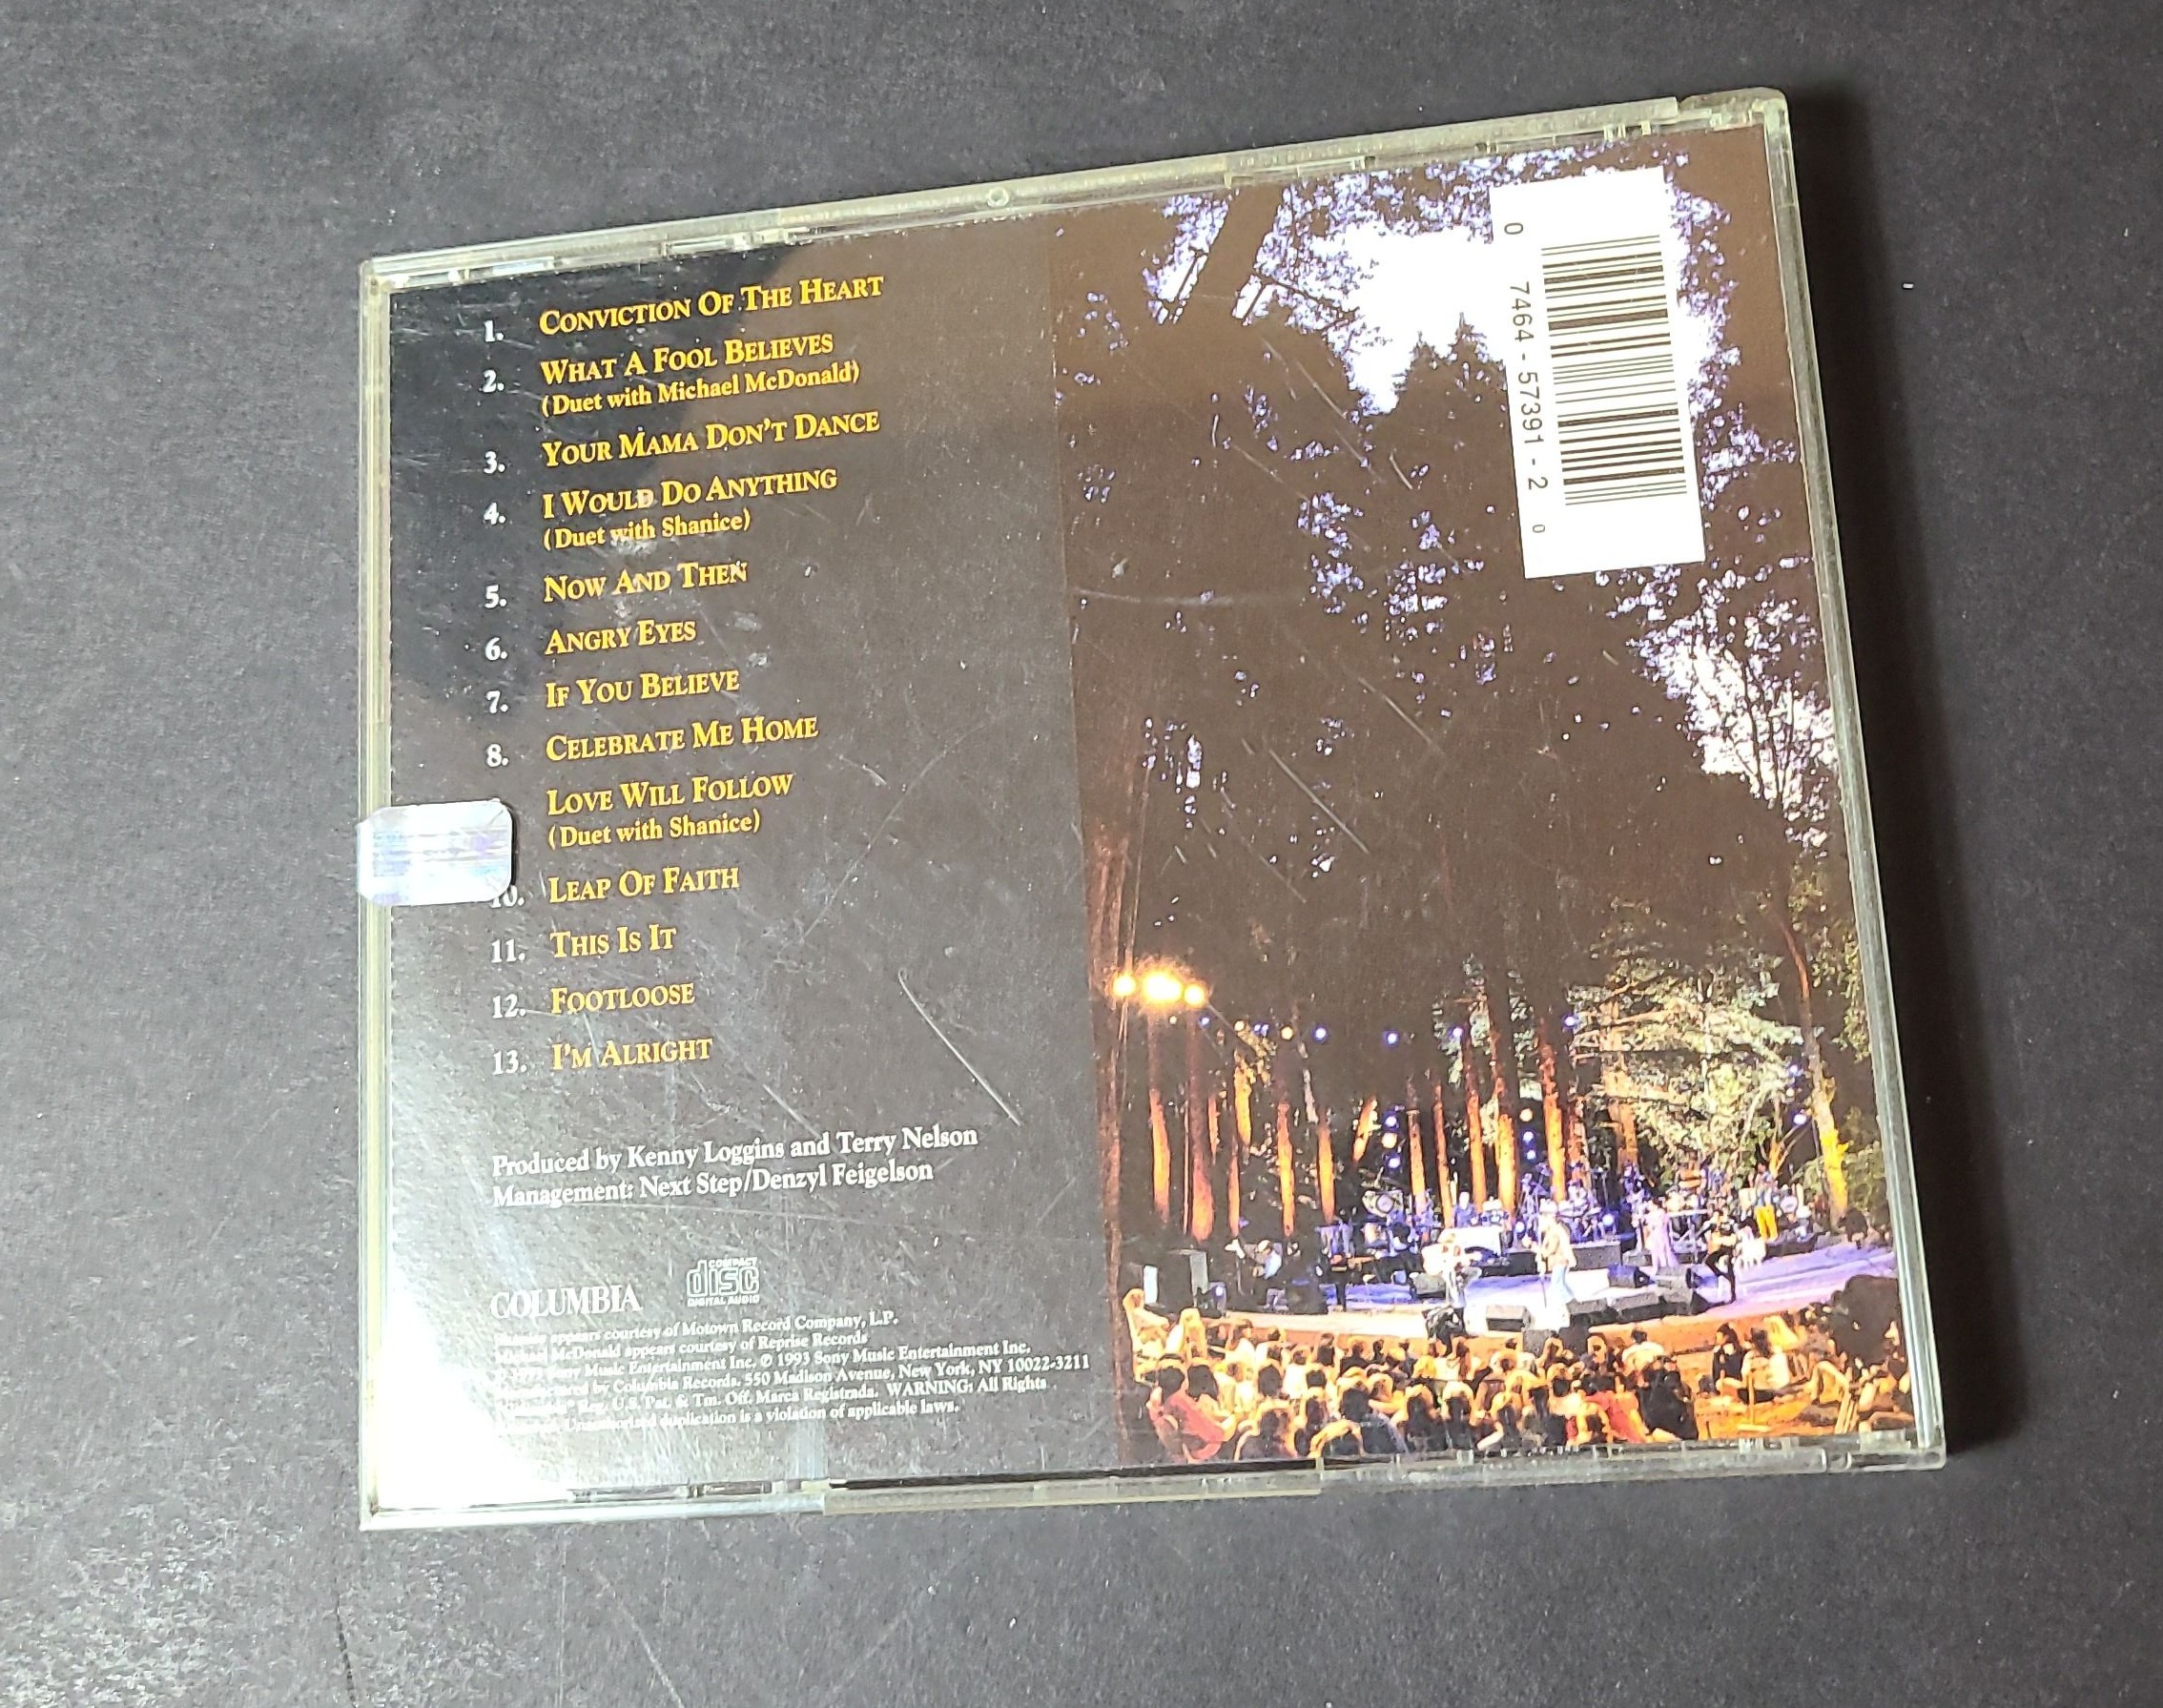 1. CONVICTION OF THE HEART
2. WHAT A FOOL BELIEVES
(Duet with Michael McDonald)
3. YOUR MAMA DON'T DANCE
4. I WOULD DO ANYTHING
(Duet with Shanice)
5. NOW AND THEN
6. ANGRY EYES
7. IF YOU BELIEVE
8. CELEBRATE ME HOME
LOVE WILL FOLLOW
(Duet with Shanice)
10. LEAP OF FAITH
11. THIS IS IT
12. FOOTLOOSE
13. I'M ALRIGHT
Produced by Kenny Loggins and Terry Nelson
Management: Next Step/Denzyl Feigelson
COLUMBIA
COMPACT
disc
DIGITAL AUDIO
appears courtesy of Motown Record Company, L.P.
Michael McDonald appears courtesy of Reprise Records
Sony Music Entertainment Inc. ℗ 1993 Sony Music Entertainment Inc.
by Columbia Records. 550 Madison Avenue, New York, NY 10022-3211
Reg. U.S. Pat. & Tm. Off. Marca Registrada. WARNING: All Rights
Unauthorized duplication is a violation of applicable laws.
0 7464-57391-2 0